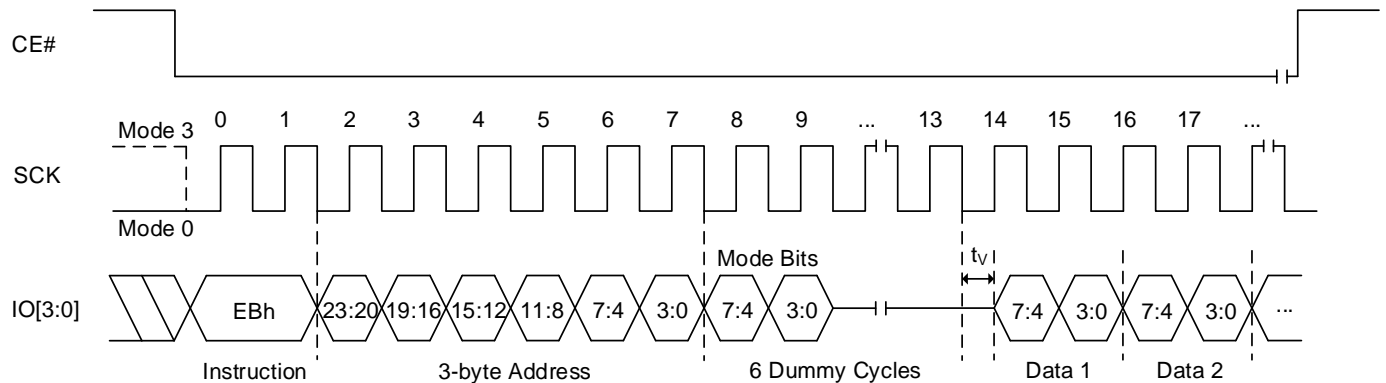 CE#
0 1 2 3 4 5 6 7 8 9 ... 13 14 15 16 17 ...
Mode 3
SCK
Mode 0
Mode Bits tV
IO[3:0] EBh 23:20 19:16 15:12 11:8 7:4 3:0 7:4 3:0 7:4 3:0 7:4 3:0 ...
Instruction 3-byte Address 6 Dummy Cycles Data 1 Data 2